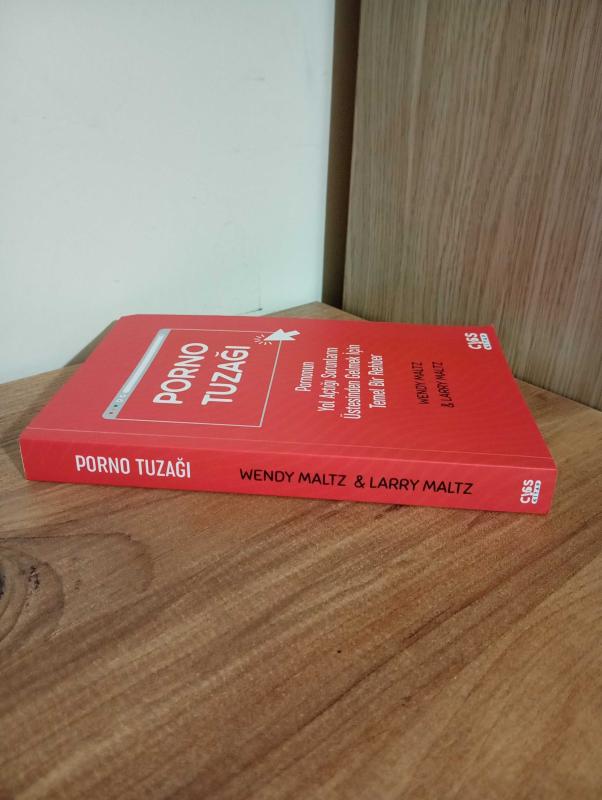 PORNO
TUZAĞI
Pornonun
Yol Açtığı Sorunların
Üstesinden Gelmek İçin
Temel Bir Rehber
WENDY MALTZ
& LARRY MALTZ
PORNO TUZAĞI
WENDY MALTZ & LARRY MALTZ